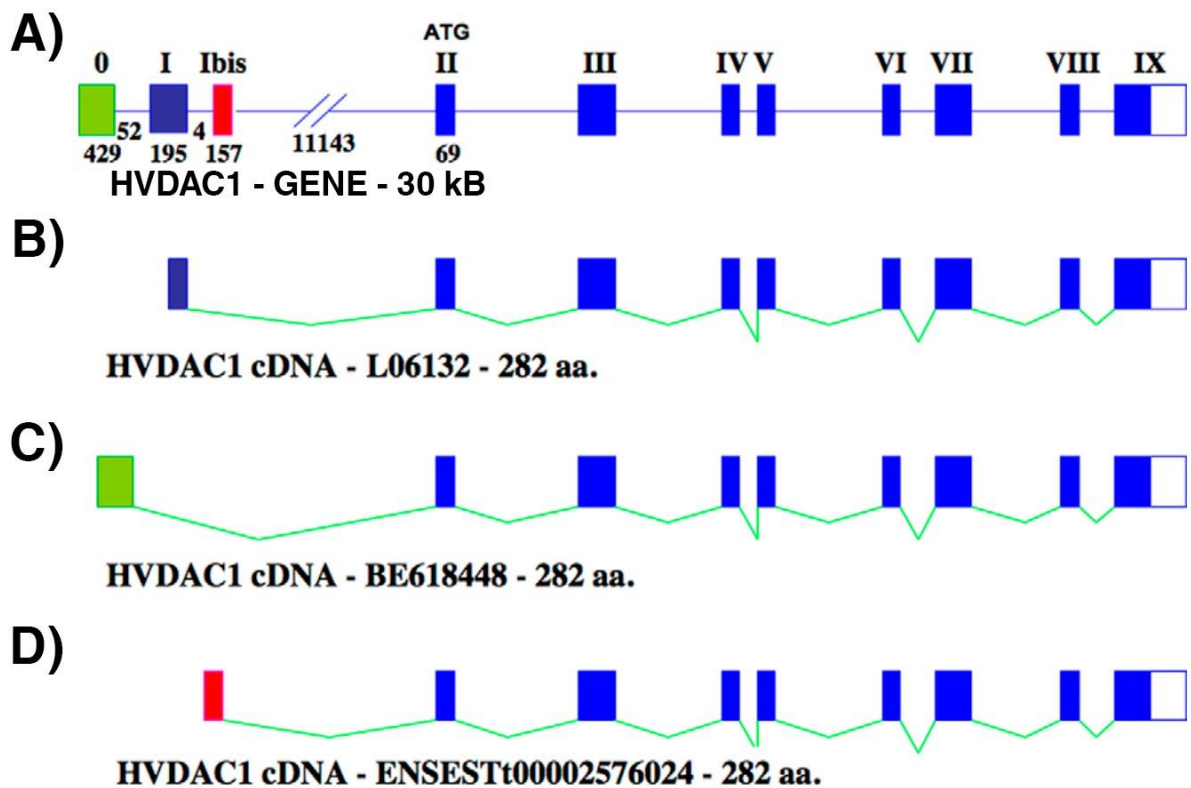 A)
ATG
0 I Ibis II III IV V VI VII VIII IX
52 4
429 195 157 11143 69
HVDAC1 - GENE - 30 kB
B)
HVDAC1 cDNA - L06132 - 282 aa.
C)
HVDAC1 cDNA - BE618448 - 282 aa.
D)
HVDAC1 cDNA - ENSESTt00002576024 - 282 aa.